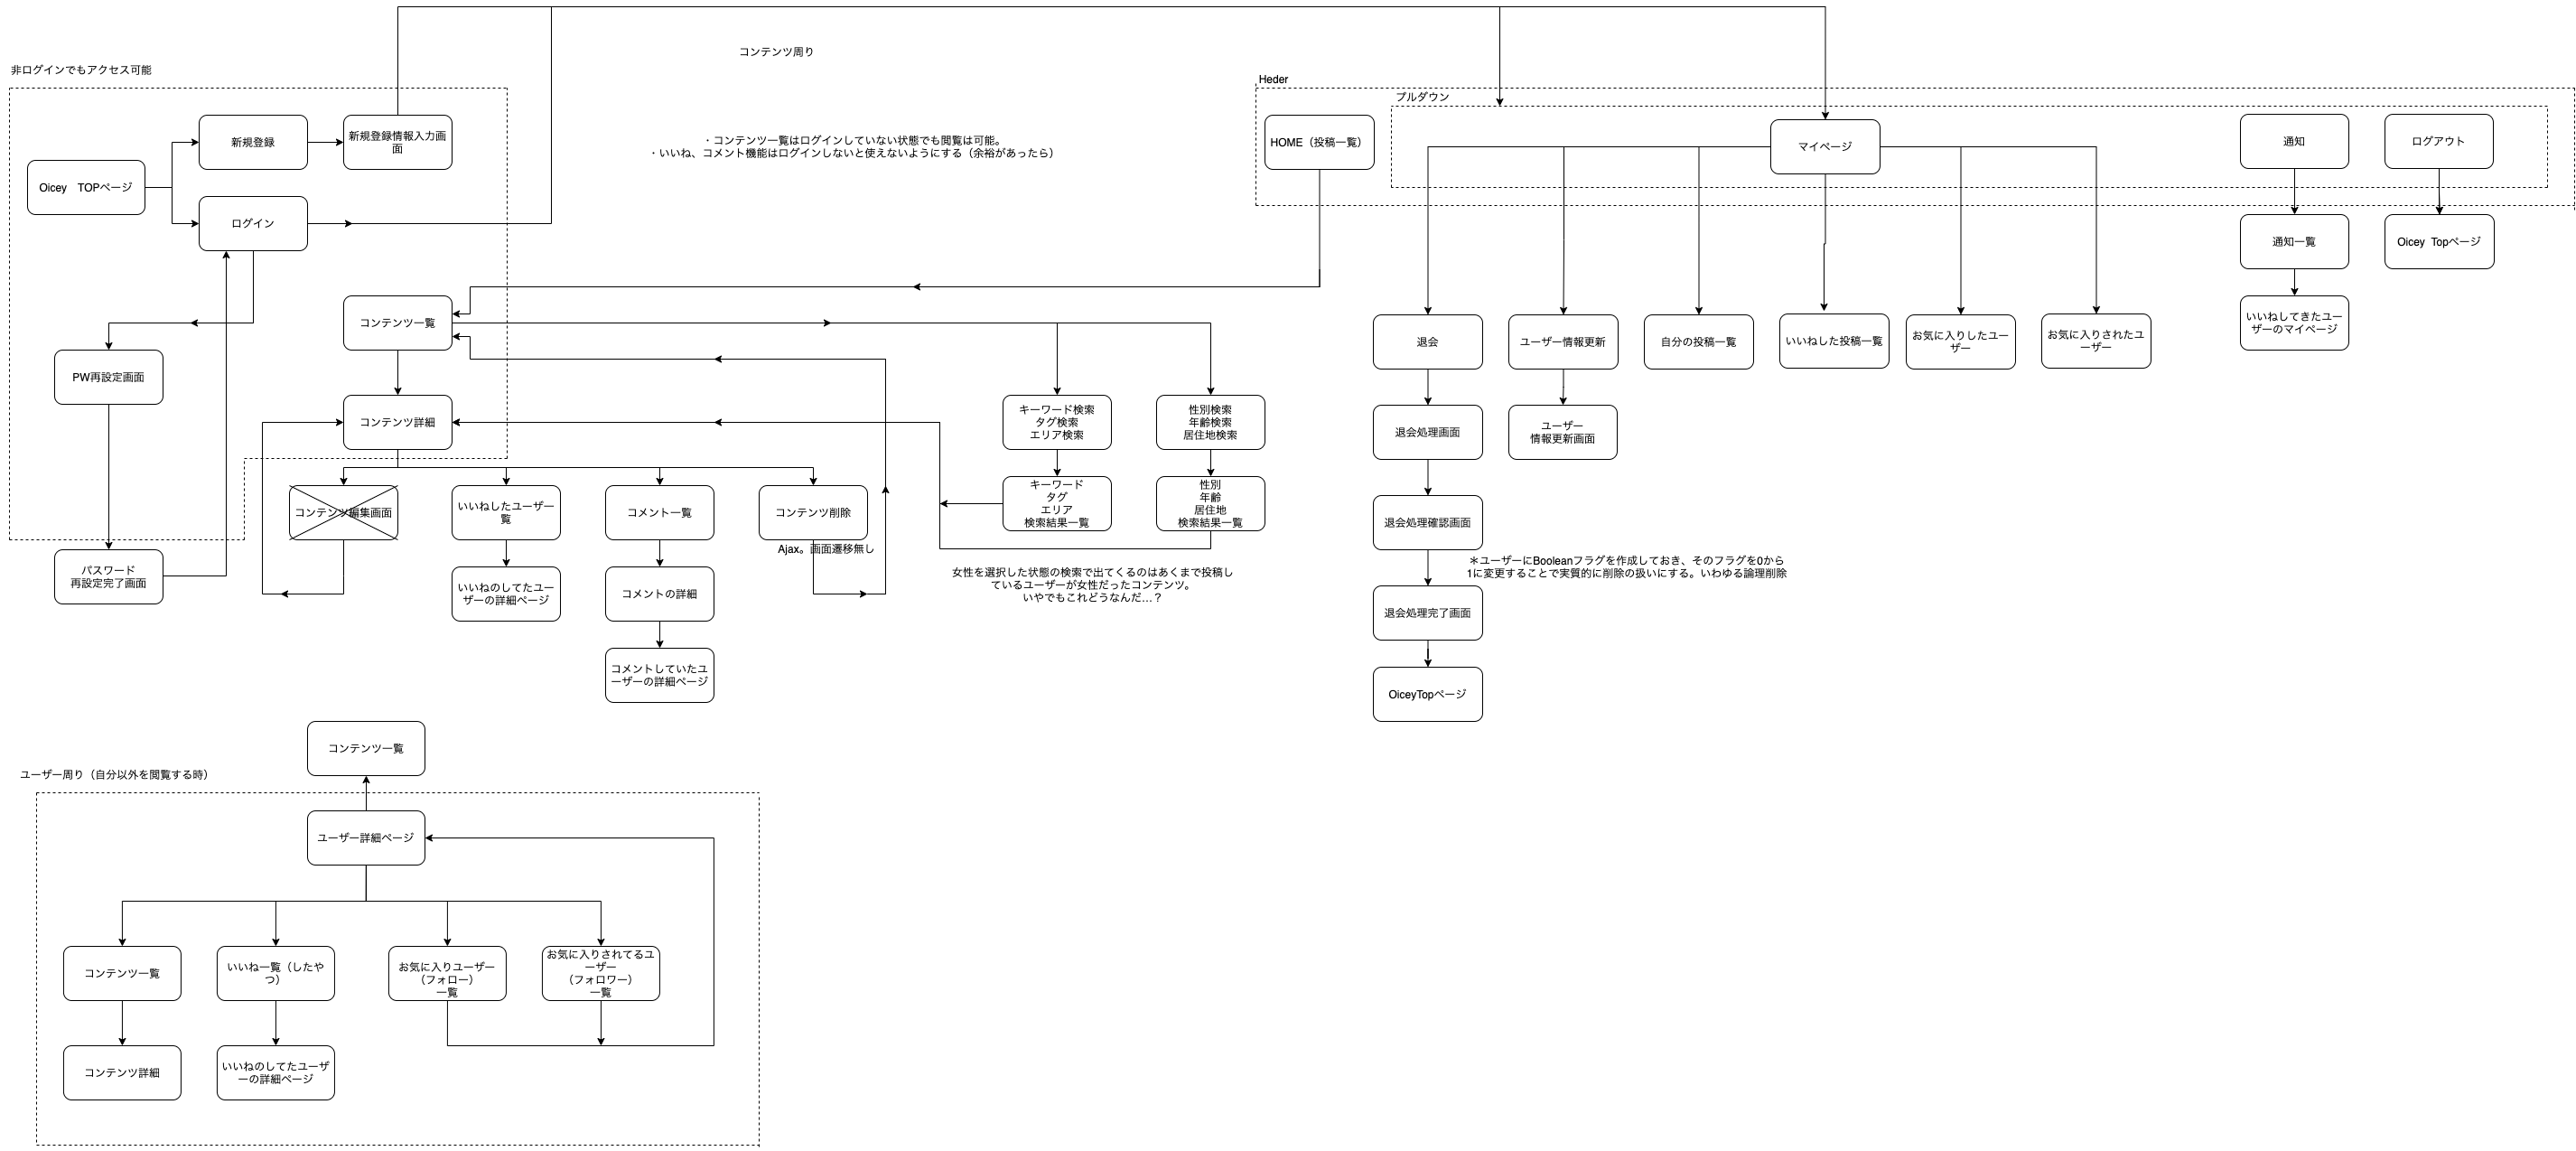 コンテンツ周り
非ログインでもアクセス可能
Heder
プルダウン
新規登録
新規登録情報入力画
面
・コンテンツ一覧はログインしていない状態でも閲覧は可能。
・いいね、コメント機能はログインしないと使えないようにする（余裕があったら）
HOME（投稿一覧）
マイページ
通知
ログアウト
Oicey　TOPページ
ログイン
通知一覧
Oicey Topページ
コンテンツ一覧
いいねしてきたユー
ザーのマイページ
退会
ユーザー情報更新
自分の投稿一覧
いいねした投稿一覧
お気に入りしたユー
ザー
お気に入りされたユ
ーザー
PW再設定画面
コンテンツ詳細
キーワード検索
タグ検索
エリア検索
性別検索
年齢検索
居住地検索
退会処理画面
ユーザー
情報更新画面
コンテンツ編集画面
いいねしたユーザー
覧
コメント一覧
コンテンツ削除
キーワード
タグ
エリア
検索結果一覧
性別
年齢
居住地
検索結果一覧
退会処理確認画面
Ajax。画面遷移無し
パスワード
再設定完了画面
いいねのしてたユー
ザーの詳細ページ
コメントの詳細
女性を選択した状態の検索で出てくるのはあくまで投稿し
ているユーザーが女性だったコンテンツ。
いやでもこれどうなんだ…？
＊ユーザーにBooleanフラグを作成しておき、そのフラグを0から
1に変更することで実質的に削除の扱いにする。いわゆる論理削除
退会処理完了画面
コメントしていたユ
ーザーの詳細ページ
OiceyTopページ
コンテンツ一覧
ユーザー周り（自分以外を閲覧する時）
ユーザー詳細ページ
コンテンツ一覧
いいね一覧（したや
つ）
お気に入りユーザー
（フォロー）
一覧
お気に入りされてるユ
ーザー
（フォロワー）
一覧
コンテンツ詳細
いいねのしてたユーザ
ーの詳細ページ